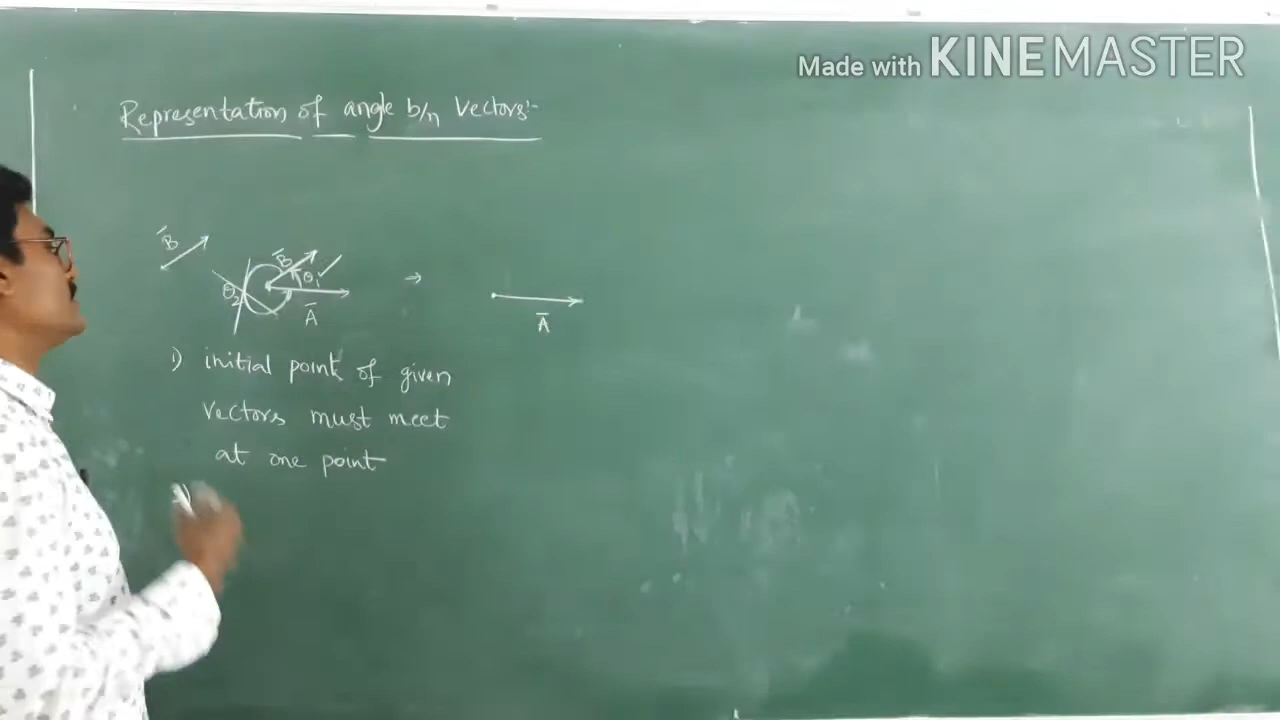 Made with KINEMASTER
Representation of angle b/n Vectors:-
B
B θ₁
θ₂
A
A
1) initial point of given
Vectors must meet
at one point